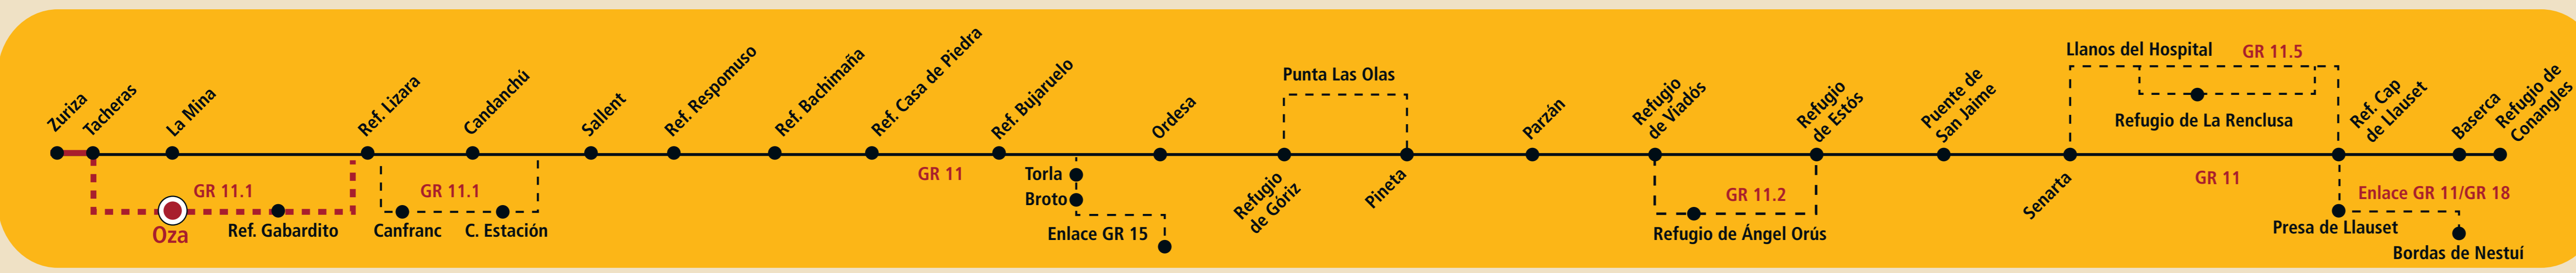 Zuriza
Tacheras
La Mina
Ref. Lizara
Candanchú
Sallent
Ref. Respomuso
Ref. Bachimaña
Ref. Casa de Piedra
Ref. Bujaruelo
Ordesa
Punta Las Olas
Parzán
Refugio
de Viadós
Refugio
de Estós
Puente de
San Jaime
Llanos del Hospital
GR 11.5
Refugio de La Renclusa
Ref. Cap
de Llauset
Baserca
Refugio de
Conangles
GR 11.1
Oza
Ref. Gabardito
GR 11.1
Canfranc
C. Estación
GR 11
Torla
Broto
Enlace GR 15
Refugio
de Góriz
Pineta
GR 11.2
Refugio de Ángel Orús
Senarta
GR 11
Enlace GR 11/GR 18
Presa de Llauset
Bordas de Nestuí